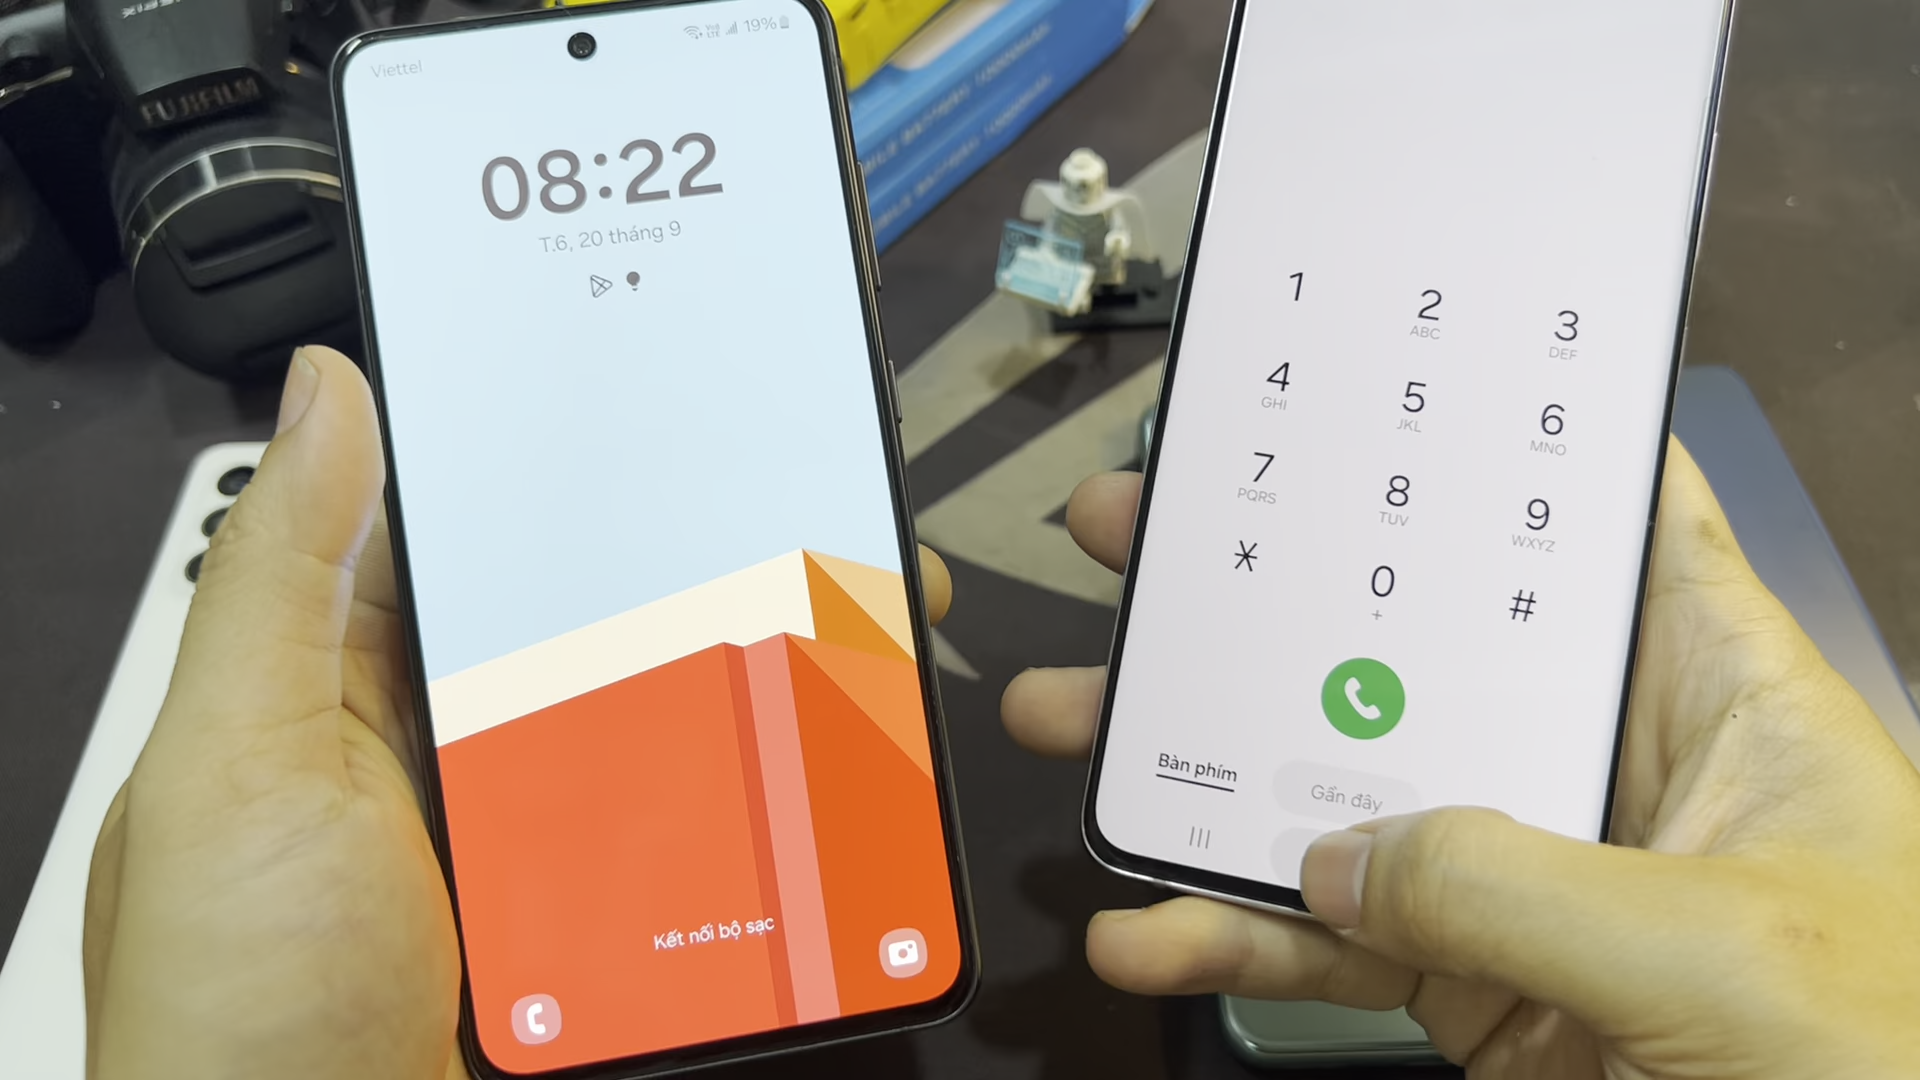 FUJIFILM
Viettel
19%
08:22
T.6, 20 tháng 9
Kết nối bộ sạc
1
2
ABC
3
DEF
4
GHI
5
JKL
6
MNO
7
PQRS
8
TUV
9
WXYZ
*
0
+
#
Bàn phím
Gần đây